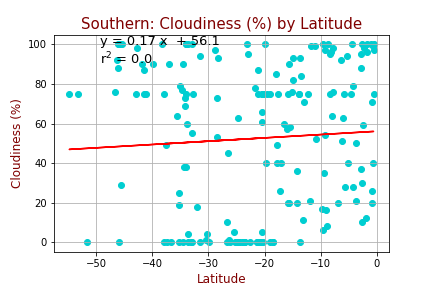 Southern: Cloudiness (%) by Latitude
y = 0.17 x + 56.1
r² = 0.0
Cloudiness (%)
100
80
60
40
20
0
−50
−40
−30
−20
−10
0
Latitude